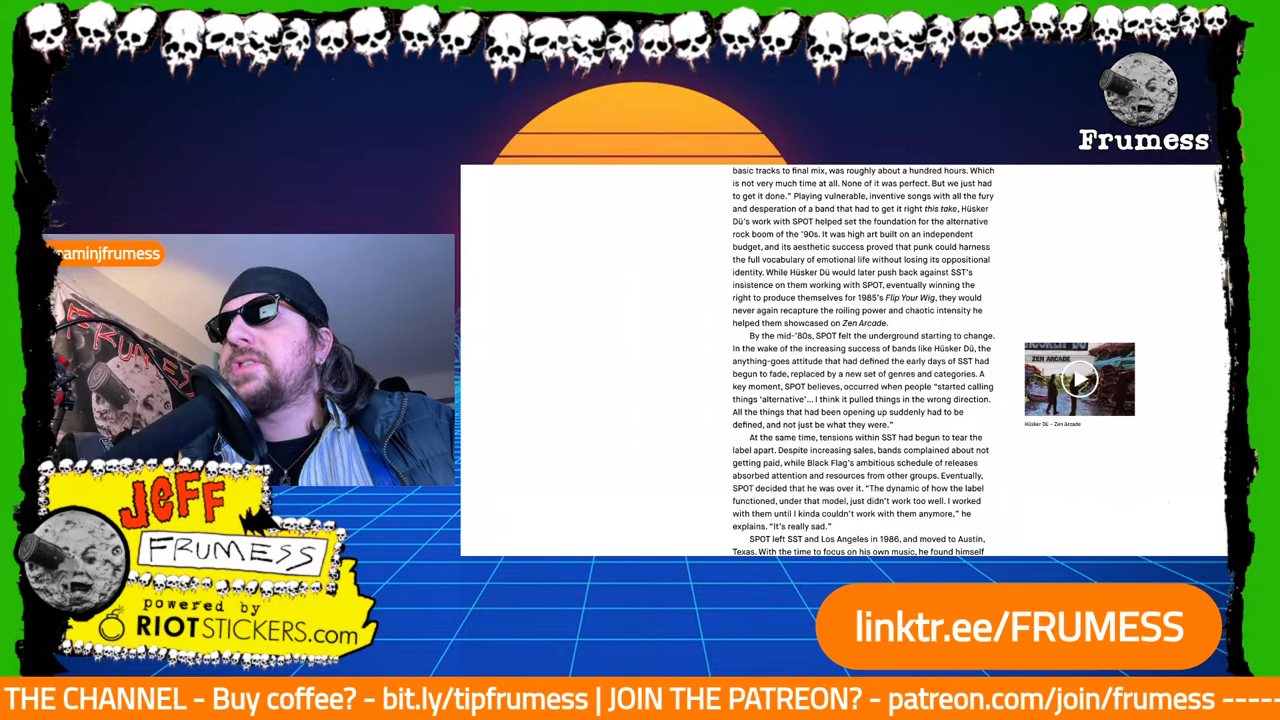 Frumess
aminjfrumess
FRUMESS
basic tracks to final mix, was roughly about a hundred hours. Which
is not very much time at all. None of it was perfect. But we just had
to get it done.” Playing vulnerable, inventive songs with all the fury
and desperation of a band that had to get it right this take, Hüsker
Dü’s work with SPOT helped set the foundation for the alternative
rock boom of the ’90s. It was high art built on an independent
budget, and its aesthetic success proved that punk could harness
the full vocabulary of emotional life without losing its oppositional
identity. While Hüsker Dü would later push back against SST’s
insistence on them working with SPOT, eventually winning the
right to produce themselves for 1985’s Flip Your Wig, they would
never again recapture the roiling power and chaotic intensity he
helped them showcased on Zen Arcade.
By the mid-’80s, SPOT felt the underground starting to change.
In the wake of the increasing success of bands like Hüsker Dü, the
anything-goes attitude that had defined the early days of SST had
begun to fade, replaced by a new set of genres and categories. A
key moment, SPOT believes, occurred when people “started calling
things ‘alternative’... I think it pulled things in the wrong direction.
All the things that had been opening up suddenly had to be
defined, and not just be what they were.”
At the same time, tensions within SST had begun to tear the
label apart. Despite increasing sales, bands complained about not
getting paid, while Black Flag’s ambitious schedule of releases
absorbed attention and resources from other groups. Eventually,
SPOT decided that he was over it. “The dynamic of how the label
functioned, under that model, just didn’t work too well. I worked
with them until I kinda couldn’t work with them anymore,” he
explains. “It’s really sad.”
SPOT left SST and Los Angeles in 1986, and moved to Austin,
Texas. With the time to focus on his own music, he found himself
ZEN ARCADE
Hüsker Dü – Zen Arcade
JEFF
FRUMESS
powered by
RIOTSTICKERS.com
linktr.ee/FRUMESS
THE CHANNEL - Buy coffee? - bit.ly/tipfrumess | JOIN THE PATREON? - patreon.com/join/frumess -----